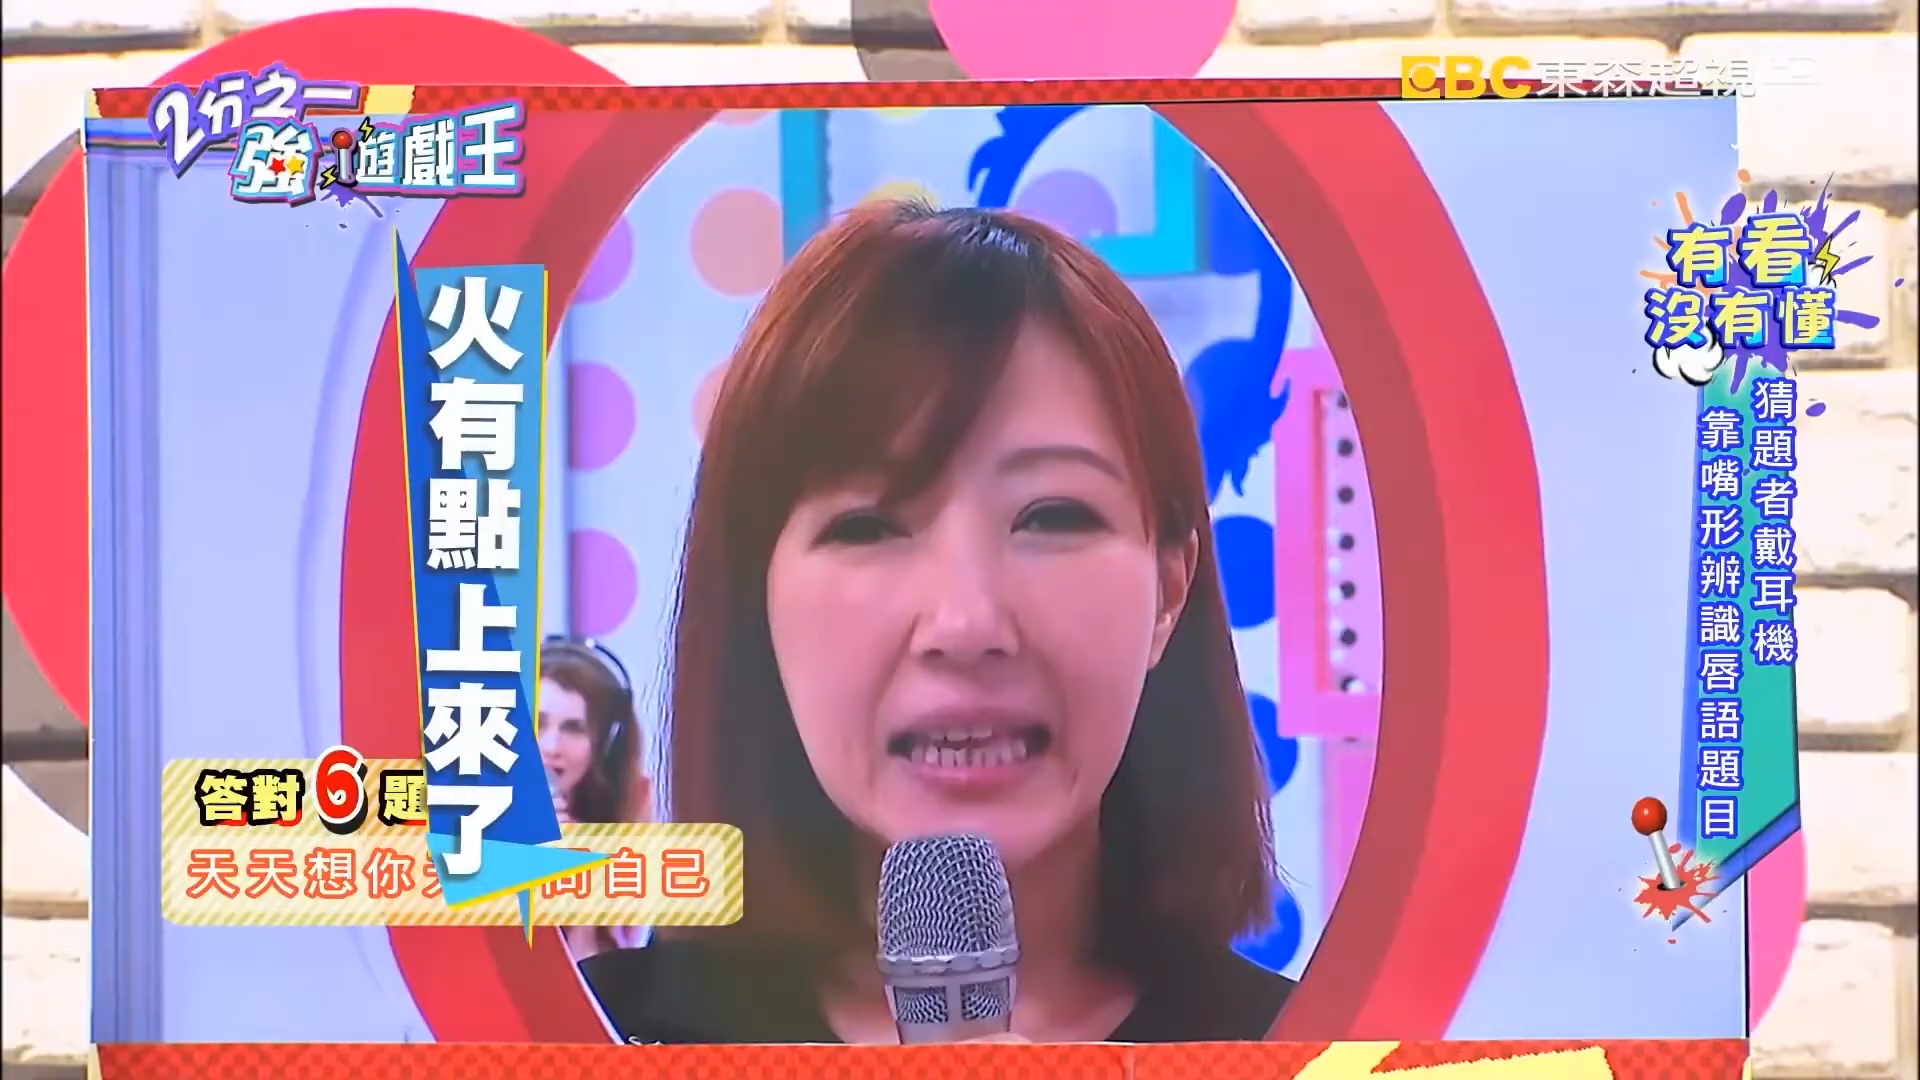 2分之一
強 遊戲王
EBC東森超視
有看
沒有懂
猜題者戴耳機
靠嘴形辨識唇語題目
火有點上來了
答對6題
天天想你天 問自己